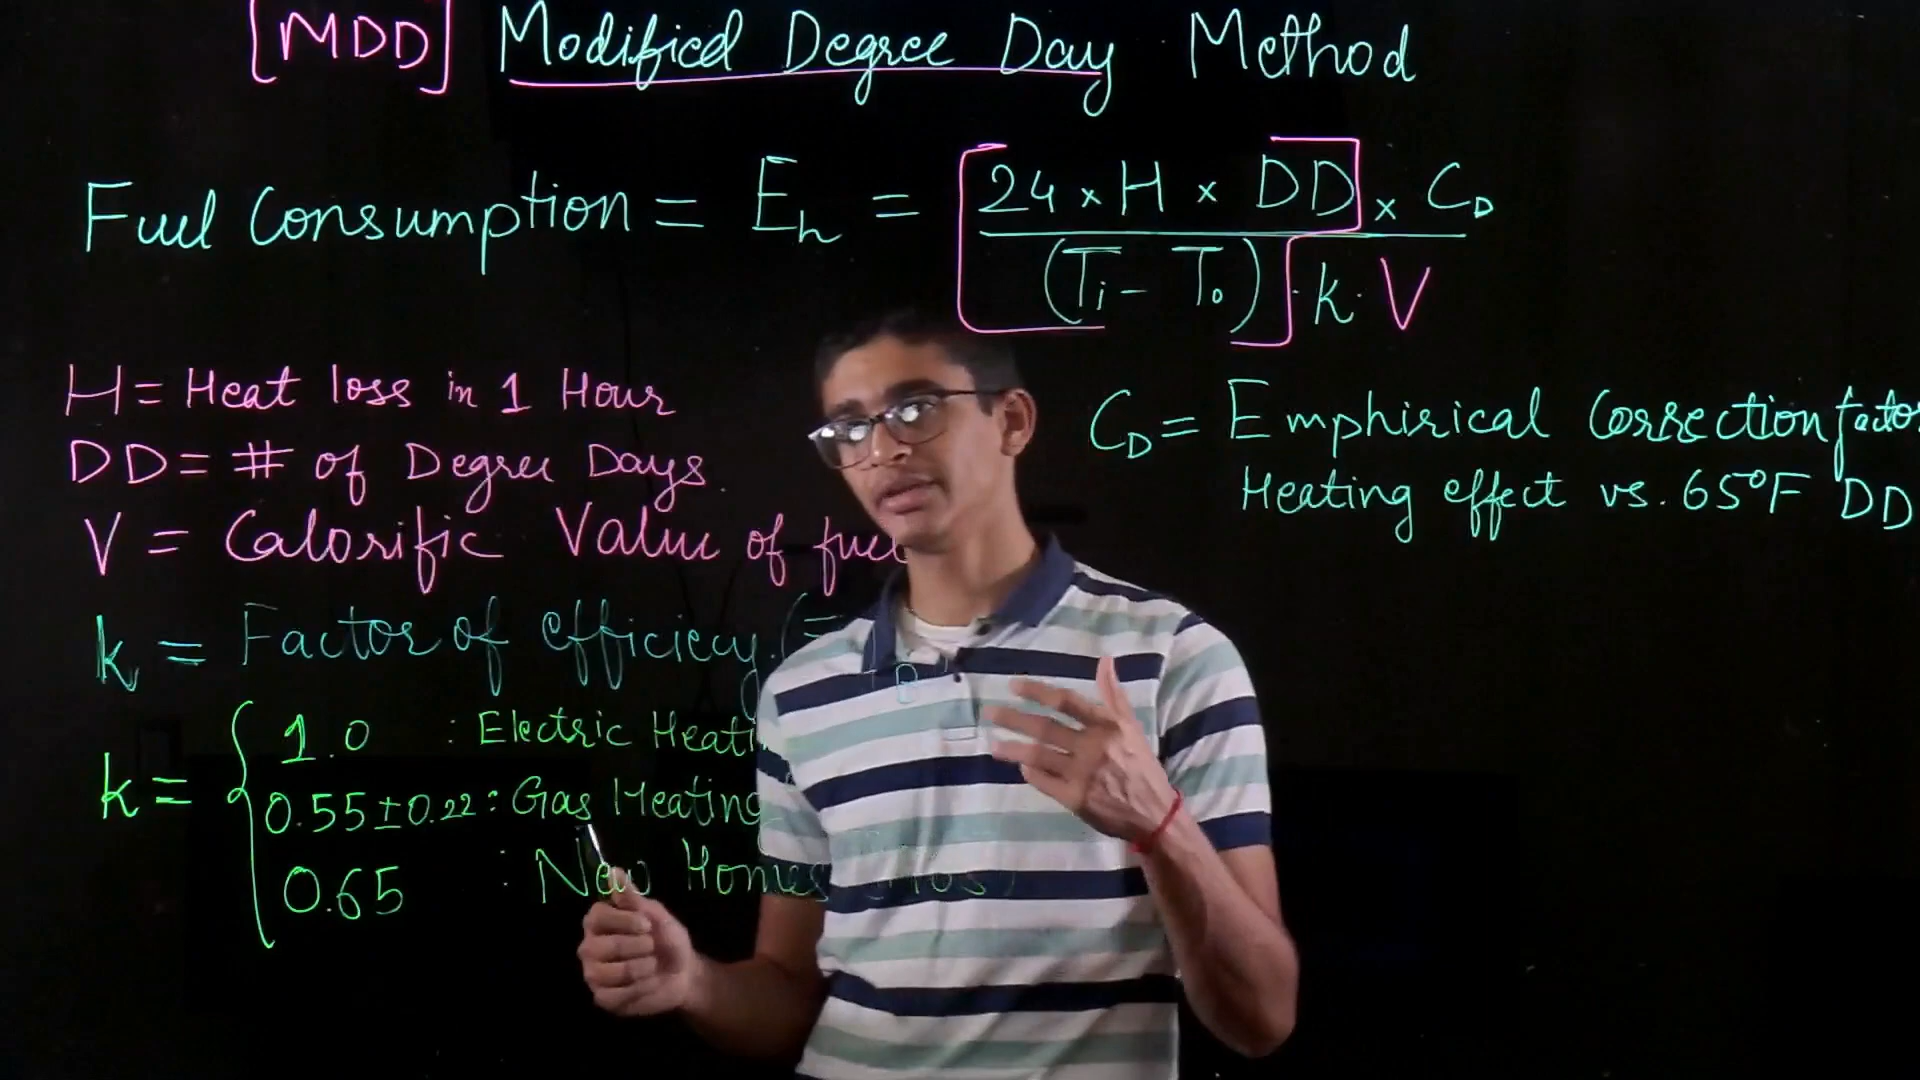 [MDD] Modified Degree Day Method
Fuel Consumption = Eh = 24 × H × DD × CD
(Ti - To) · k · V
H = Heat loss in 1 Hour
DD = # of Degree Days
V = Calorific Value of fuel
k = Factor of efficiecy (=
k = { 1.0 : Electric Heati
0.55±0.22 : Gas Heating
0.65 : New Homes
CD = Emphirical Correction factor
Heating effect vs. 65°F DD